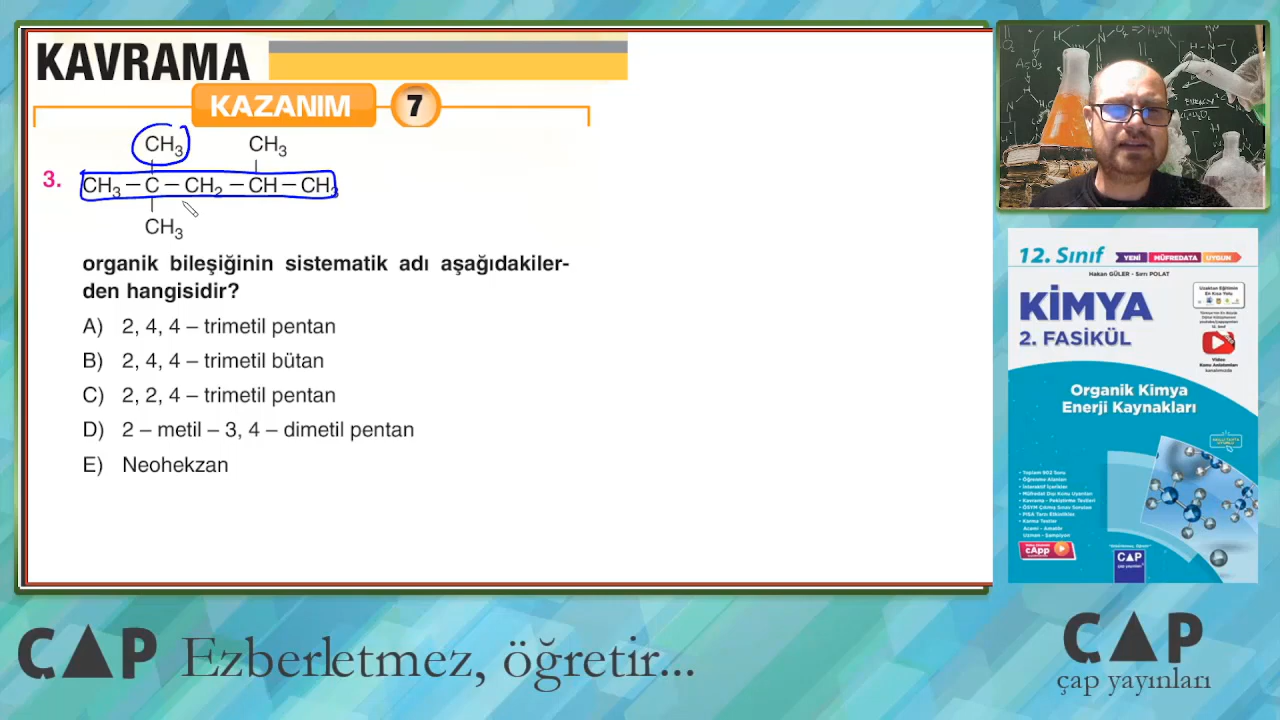 KAVRAMA
KAZANIM 7
CH₃ CH₃
3. CH₃ – C – CH₂ – CH – CH₃
CH₃
organik bileşiğinin sistematik adı aşağıdakiler-
den hangisidir?
A) 2, 4, 4 – trimetil pentan
B) 2, 4, 4 – trimetil bütan
C) 2, 2, 4 – trimetil pentan
D) 2 – metil – 3, 4 – dimetil pentan
E) Neohekzan
12. Sınıf YENİ MÜFREDATA UYGUN
Hakan GÜLER - Sırrı POLAT
KİMYA
2. FASİKÜL
Organik Kimya
Enerji Kaynakları
cApp
ÇAP
ÇAP Ezberletmez, öğretir...
ÇAP
çap yayınları